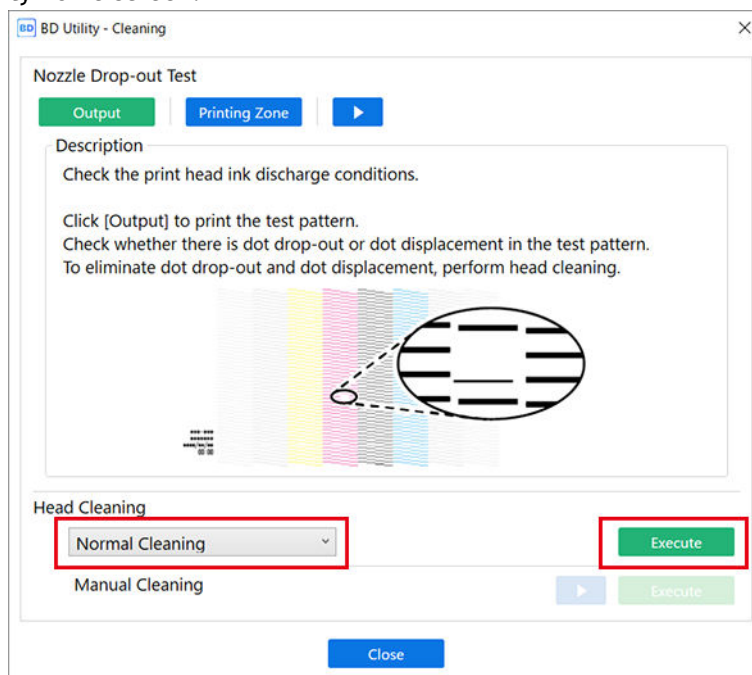 BD BD Utility - Cleaning
Nozzle Drop-out Test
Output Printing Zone
Description
Check the print head ink discharge conditions.
Click [Output] to print the test pattern.
Check whether there is dot drop-out or dot displacement in the test pattern.
To eliminate dot drop-out and dot displacement, perform head cleaning.
Head Cleaning
Normal Cleaning Execute
Manual Cleaning Execute
Close